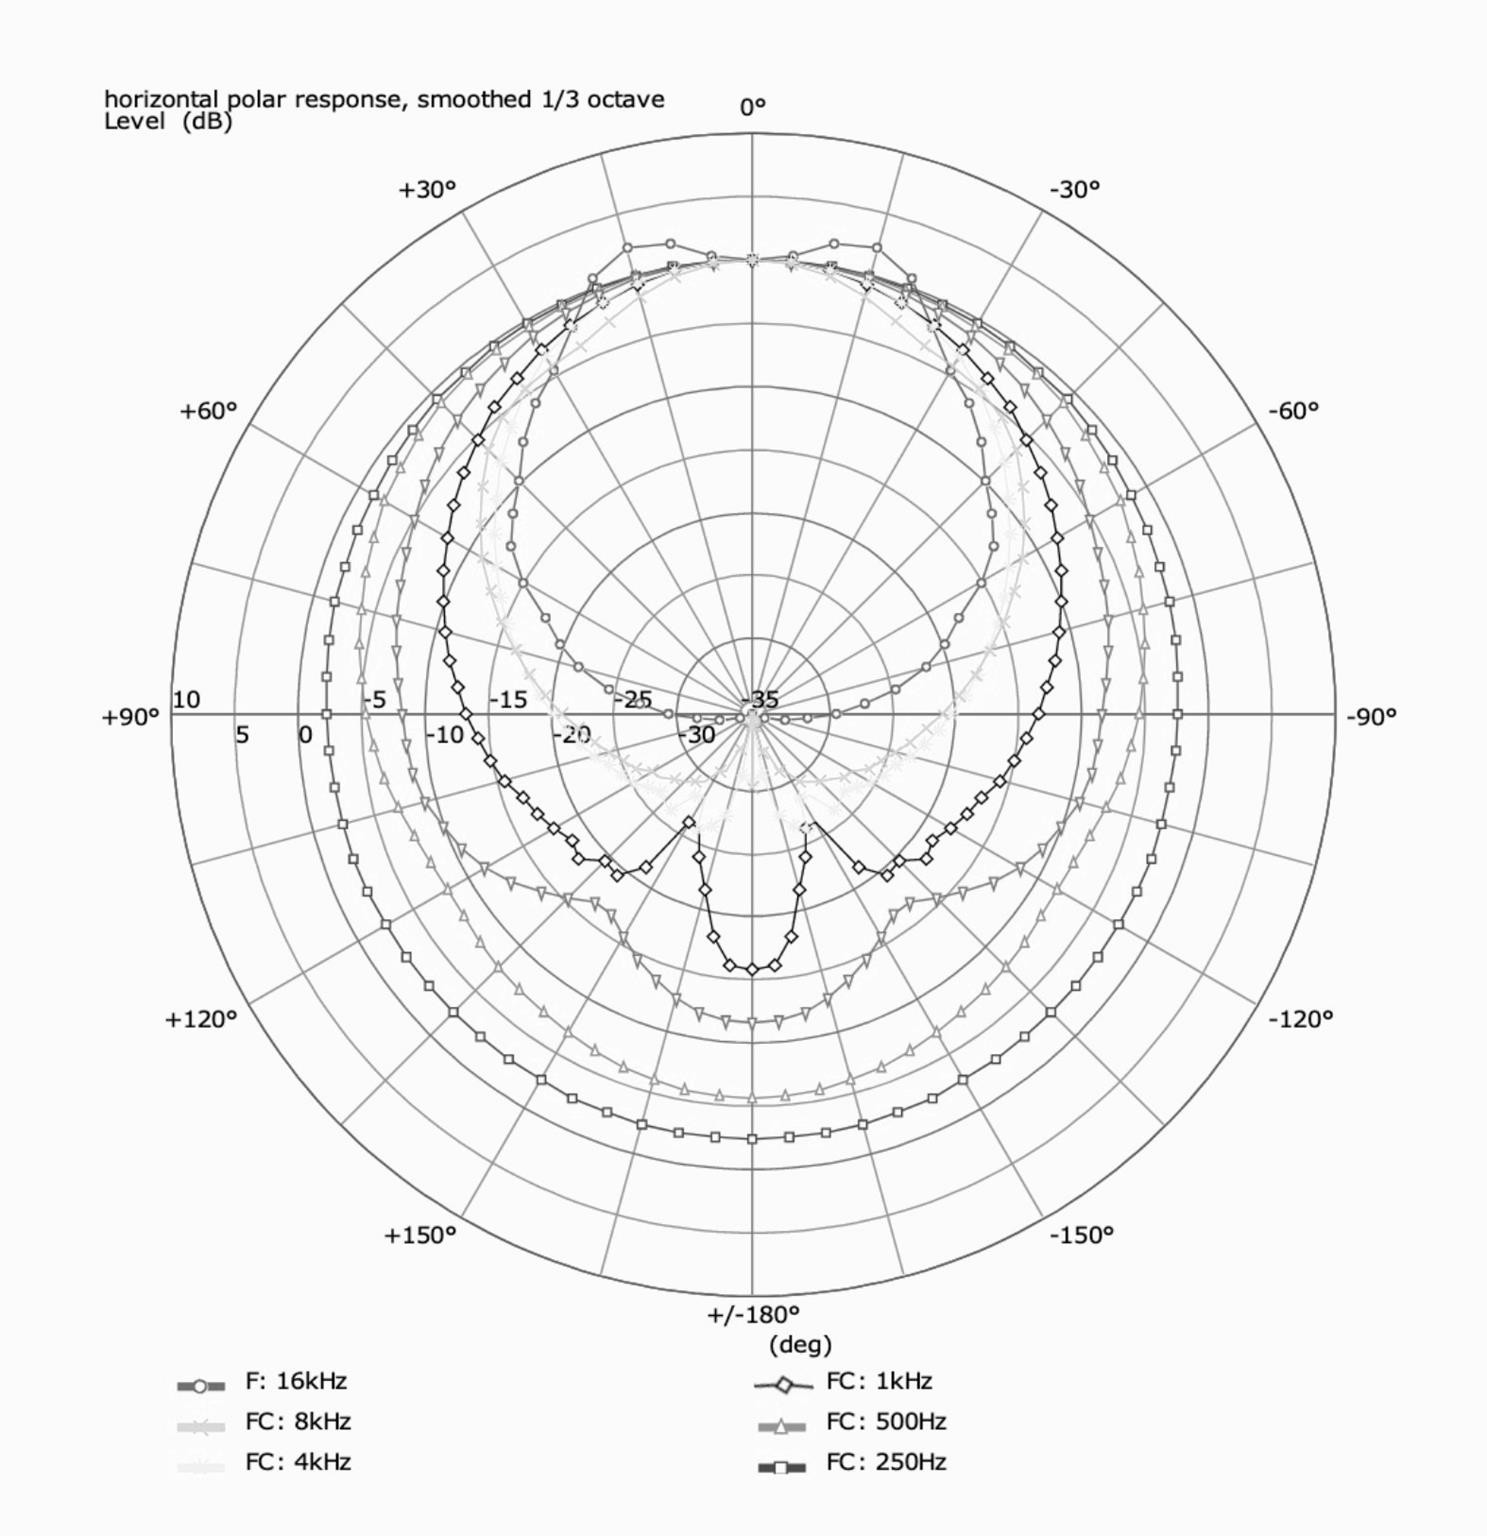 horizontal polar response, smoothed 1/3 octave
Level (dB)
0°
+30°
-30°
+60°
-60°
10 -5 -15 -25 -35
+90° -90°
5 0 -10 -20 -30
+120°
-120°
+150°
-150°
+/-180°
(deg)
F: 16kHz FC: 1kHz
FC: 8kHz FC: 500Hz
FC: 4kHz FC: 250Hz